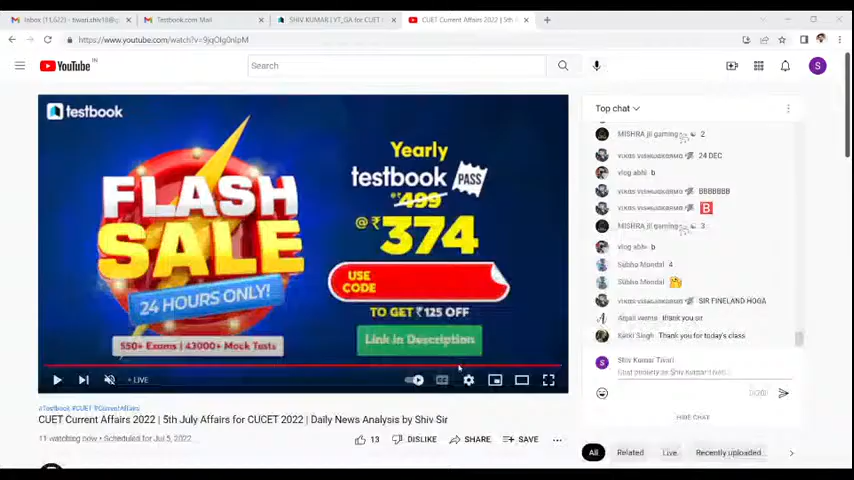 Inbox (11,622) - tiwari.shiv18@g
Testbook.com Mail
SHIV KUMAR | YT_GA for CUET
CUET Current Affairs 2022 | 5th
https://www.youtube.com/watch?v=9jqOlg0nlpM
YouTube IN
Search
S
testbook
FLASH
SALE
24 HOURS ONLY!
550+ Exams | 43000+ Mock Tests
Yearly
testbook PASS
@ ₹499
@ ₹374
USE
CODE
TO GET ₹125 OFF
Link in Description
LIVE
#Testbook #CUET #CurrentAffairs
CUET Current Affairs 2022 | 5th July Affairs for CUCET 2022 | Daily News Analysis by Shiv Sir
11 watching now • Scheduled for Jul 5, 2022
13
DISLIKE
SHARE
SAVE
Top chat
MISHRA ji gaming 2
VIKAS VISHWAKARMA 24 DEC
vlog abhi b
VIKAS VISHWAKARMA BBBBBBB
VIKAS VISHWAKARMA B
MISHRA ji gaming 3
vlog abhi b
Subho Mondal 4
Subho Mondal
VIKAS VISHWAKARMA SIR FINELAND HOGA
Anjali verma thank you sir
Singh Thank you for today's class
Shiv Kumar Tiwari
0/200
HIDE CHAT
All
Related
Live
Recently uploaded